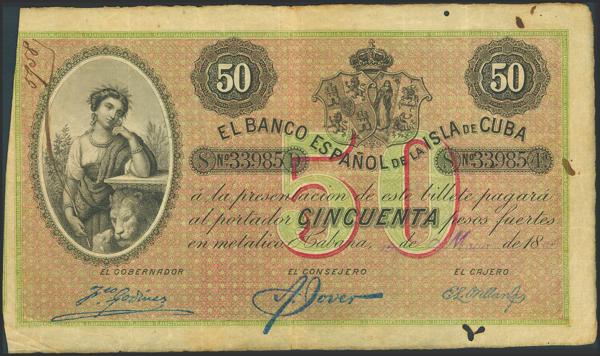 50 50
EL BANCO ESPAÑOL DE LA ISLA DE CUBA
Nº 33985 Nº 33985
50
á la presentacion de este billete pagará
al portador CINCUENTA pesos fuertes
en metalico Habana, de de 18
EL GOBERNADOR EL CONSEJERO EL CAJERO